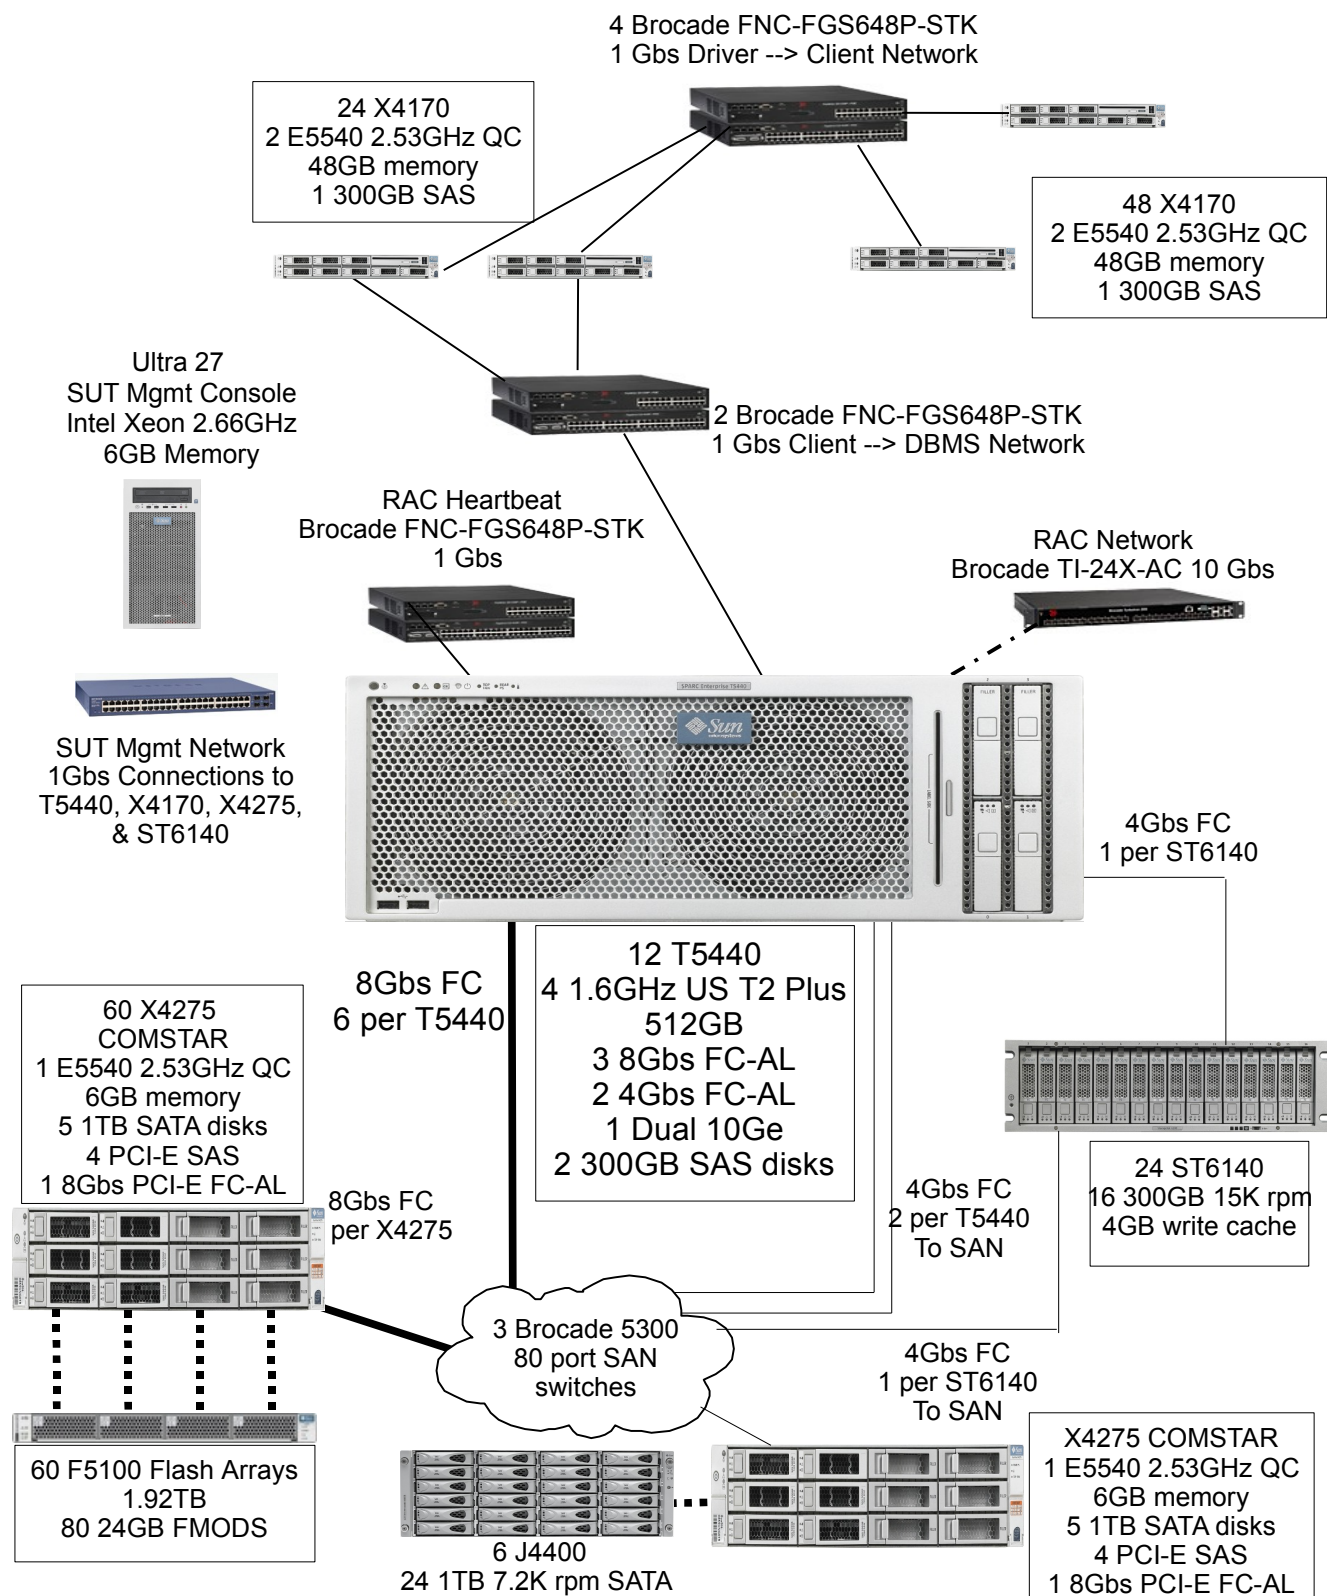 4 Brocade FNC-FGS648P-STK
1 Gbs Driver --> Client Network
24 X4170
2 E5540 2.53GHz QC
48GB memory
1 300GB SAS
48 X4170
2 E5540 2.53GHz QC
48GB memory
1 300GB SAS
Ultra 27
SUT Mgmt Console
Intel Xeon 2.66GHz
6GB Memory
2 Brocade FNC-FGS648P-STK
1 Gbs Client --> DBMS Network
RAC Heartbeat
Brocade FNC-FGS648P-STK
1 Gbs
RAC Network
Brocade TI-24X-AC 10 Gbs
SUT Mgmt Network
1Gbs Connections to
T5440, X4170, X4275,
& ST6140
SPARC Enterprise T5440
Sun
FILLER
FILLER
4Gbs FC
1 per ST6140
8Gbs FC
6 per T5440
12 T5440
4 1.6GHz US T2 Plus
512GB
3 8Gbs FC-AL
2 4Gbs FC-AL
1 Dual 10Ge
2 300GB SAS disks
60 X4275
COMSTAR
1 E5540 2.53GHz QC
6GB memory
5 1TB SATA disks
4 PCI-E SAS
1 8Gbs PCI-E FC-AL
8Gbs FC
per X4275
24 ST6140
16 300GB 15K rpm
4GB write cache
4Gbs FC
2 per T5440
To SAN
3 Brocade 5300
80 port SAN
switches
4Gbs FC
1 per ST6140
To SAN
60 F5100 Flash Arrays
1.92TB
80 24GB FMODS
6 J4400
24 1TB 7.2K rpm SATA
X4275 COMSTAR
1 E5540 2.53GHz QC
6GB memory
5 1TB SATA disks
4 PCI-E SAS
1 8Gbs PCI-E FC-AL